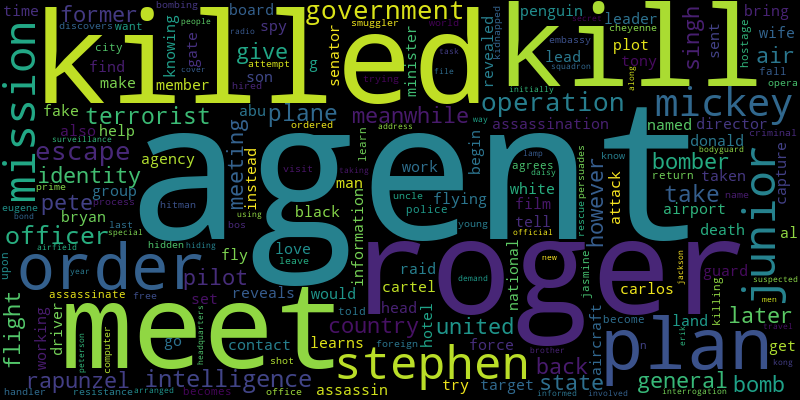 time former bombing board spy government penguin leader cheyenne singh bring
discovers people want city radio knowing gate give smuggler senator minister world secret kidnapped embassy task file squadron plot sent hostage wife
killed kill
mission find make member hired trying attempt son g revealed lead tony along air fall opera
fake terrorist abu plane meanwhile operation initially mickey
also help surveillance ordered address learn way assassination named director criminal
escape agency meeting instead visit man work begin agrees daisy lamp persuades know donald bodyguard
agent
identity prime process hitman using uncle police flying young white film tell official rescue attack bomber return taken name capture junior
eugene pete group bryan bond last special black information however airport death suspected al
officer airfield hidden hiding bos love leave fly national demand new jasmine
order roger
upon year pilot raid cartel carlos jackson guard
flight assassinate free reveals set would told head country hotel united force aircraft become land killing later men travel
meet plan
working driver peterson computer headquarters go contact learns shot foreign stephen brother n erik get kong
rapunzel intelligence assassin try target state back general interrogation bomb
handler resistance arranged becomes office informed involved